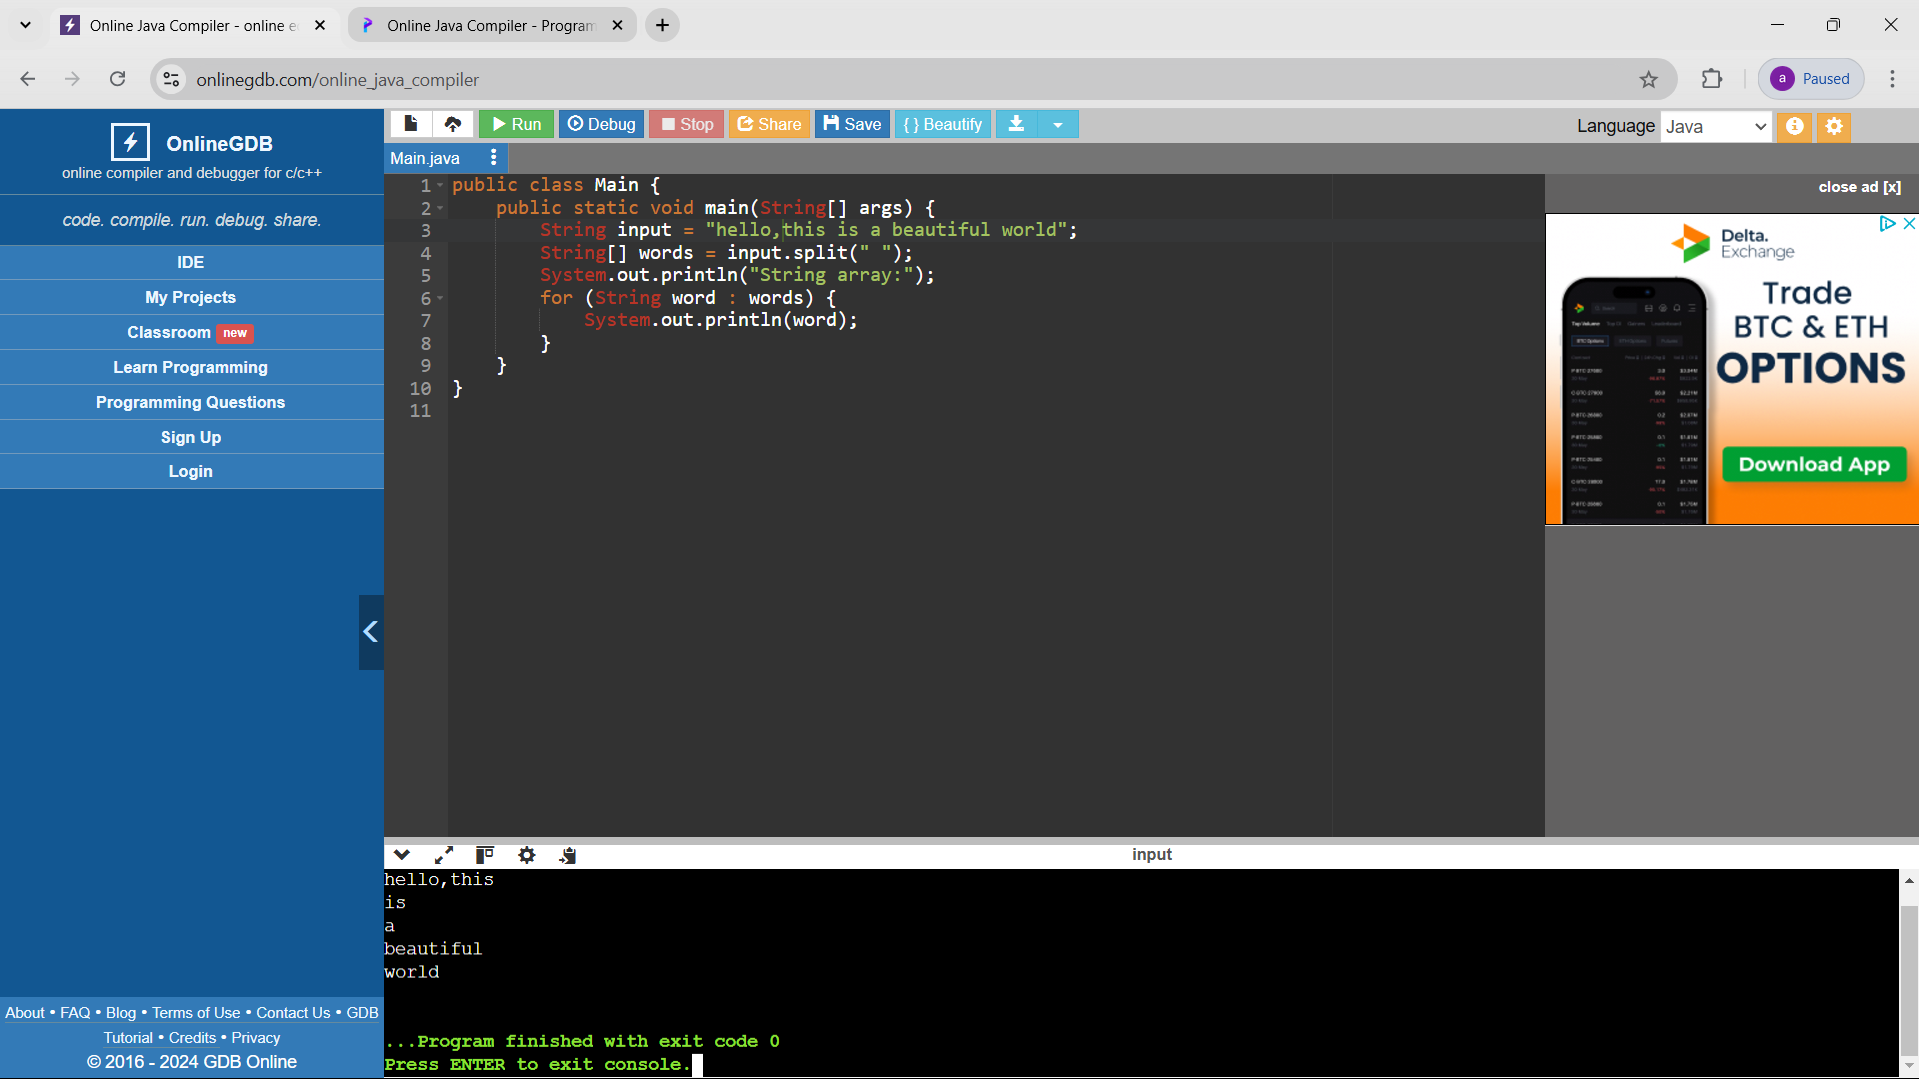 Online Java Compiler - online e
Online Java Compiler - Program
onlinegdb.com/online_java_compiler
a Paused
OnlineGDB
online compiler and debugger for c/c++
code. compile. run. debug. share.
IDE
My Projects
Classroom new
Learn Programming
Programming Questions
Sign Up
Login
About • FAQ • Blog • Terms of Use • Contact Us • GDB
Tutorial • Credits • Privacy
© 2016 - 2024 GDB Online
Run Debug Stop Share Save { } Beautify
Language Java
Main.java
1 public class Main {
2 public static void main(String[] args) {
3 String input = "hello,this is a beautiful world";
4 String[] words = input.split(" ");
5 System.out.println("String array:");
6 for (String word : words) {
7 System.out.println(word);
8 }
9 }
10 }
11
close ad [x]
Delta.
Exchange
Trade
BTC & ETH
OPTIONS
Download App
input
hello,this
is
a
beautiful
world
...Program finished with exit code 0
Press ENTER to exit console.